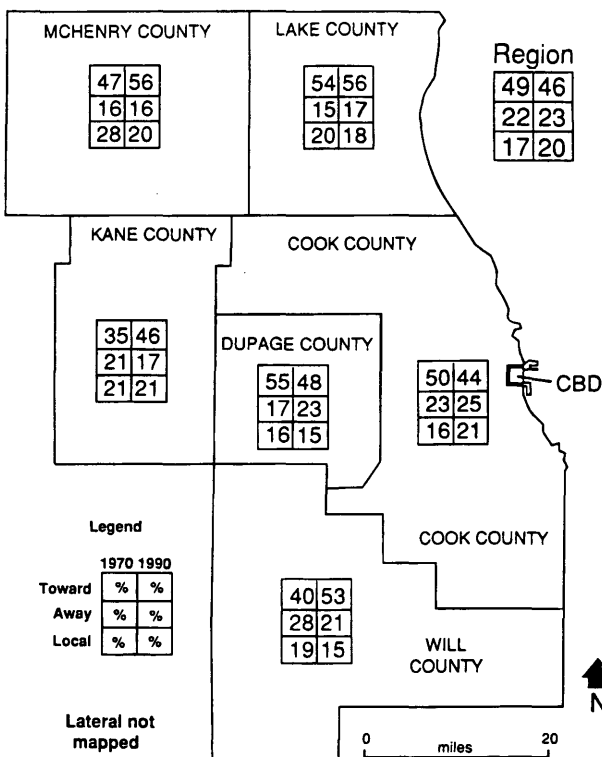 MCHENRY COUNTY
47 56
16 16
28 20
LAKE COUNTY
54 56
15 17
20 18
Region
49 46
22 23
17 20
KANE COUNTY
35 46
21 17
21 21
COOK COUNTY
DUPAGE COUNTY
55 48
17 23
16 15
50 44
23 25
16 21
CBD
COOK COUNTY
Legend
1970 1990
Toward % %
Away % %
Local % %
Lateral not
mapped
40 53
28 21
19 15
WILL
COUNTY
N
0 20
miles